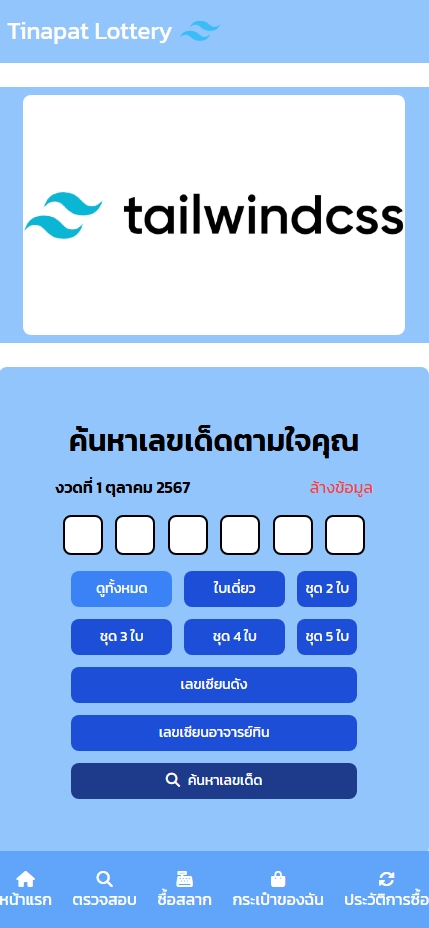 Tinapat Lottery
tailwindcss
ค้นหาเลขเด็ดตามใจคุณ
งวดที่ 1 ตุลาคม 2567 ล้างข้อมูล
ดูทั้งหมด ใบเดี่ยว ชุด 2 ใบ
ชุด 3 ใบ ชุด 4 ใบ ชุด 5 ใบ
เลขเซียนดัง
เลขเซียนอาจารย์ทิน
ค้นหาเลขเด็ด
หน้าแรก ตรวจสอบ ซื้อสลาก กระเป๋าของฉัน ประวัติการซื้อ